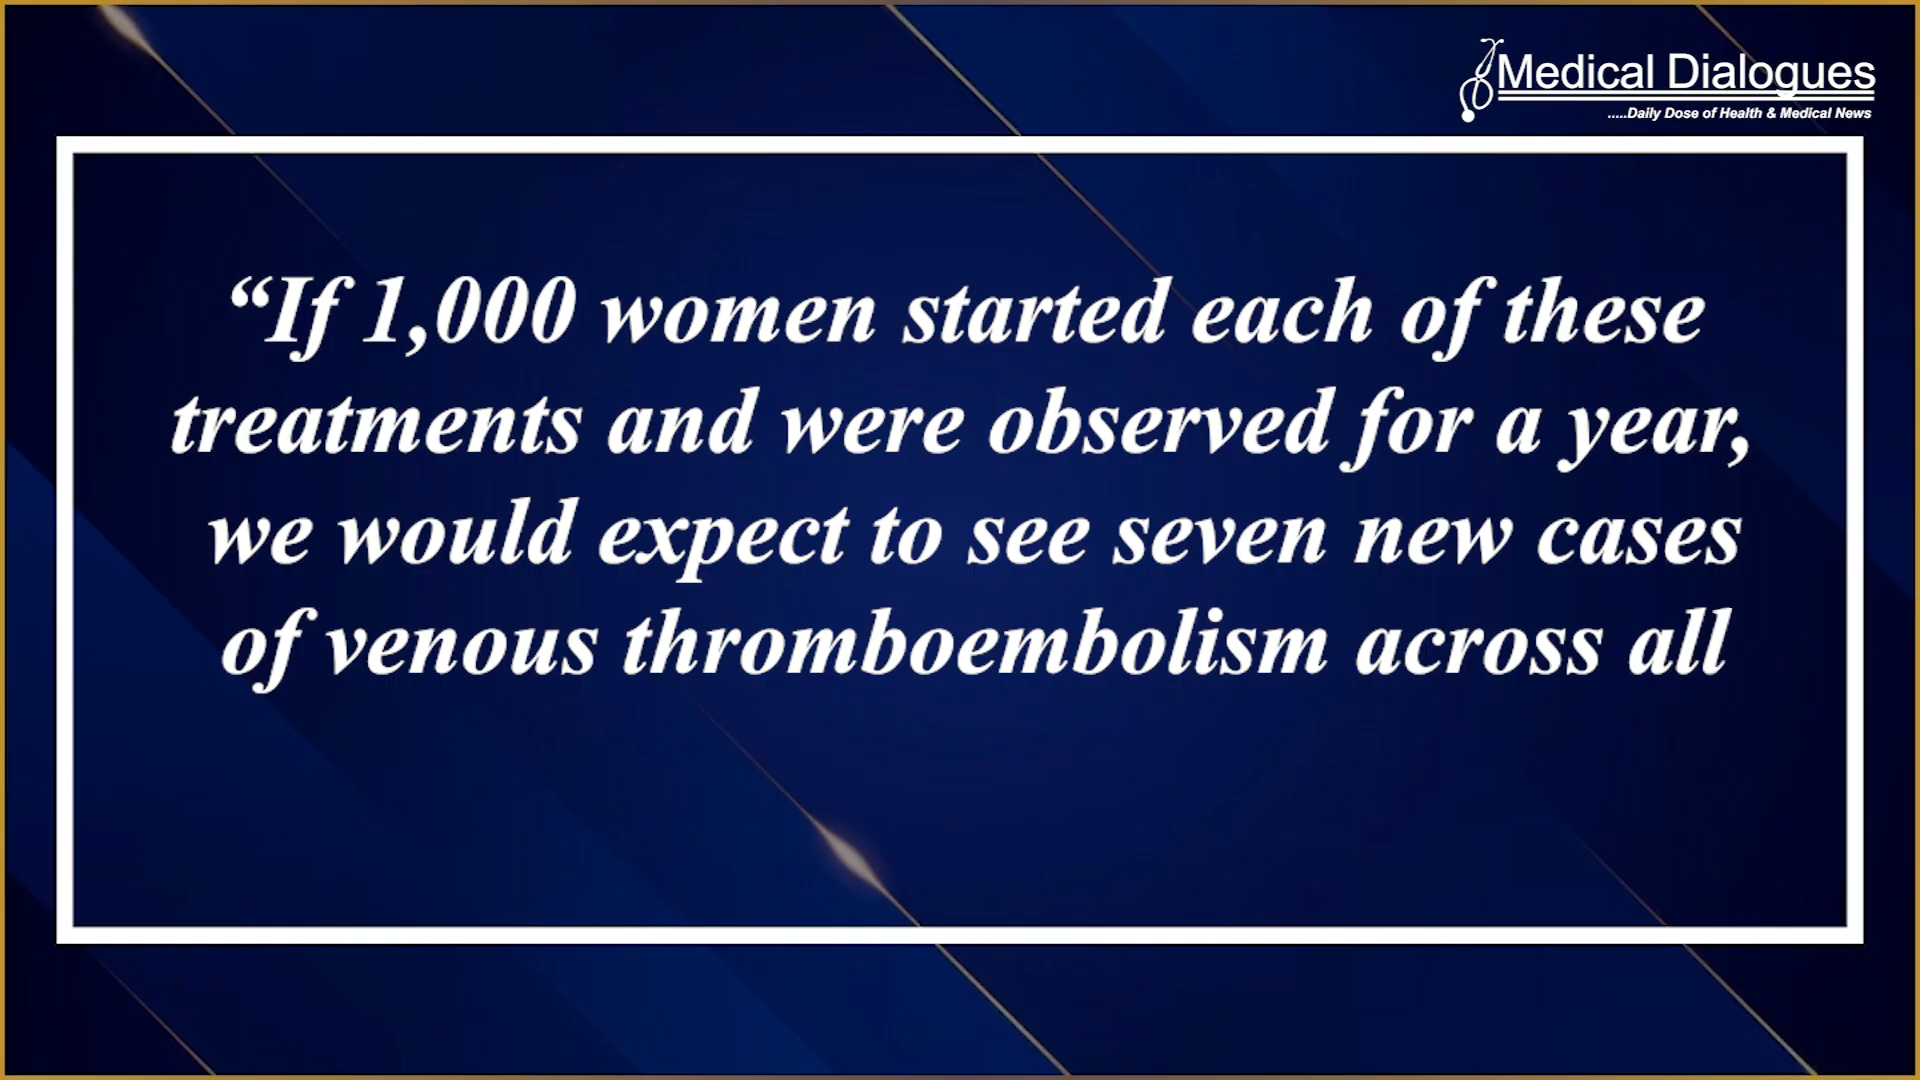 Medical Dialogues
.....Daily Dose of Health & Medical News
“If 1,000 women started each of these
treatments and were observed for a year,
we would expect to see seven new cases
of venous thromboembolism across all